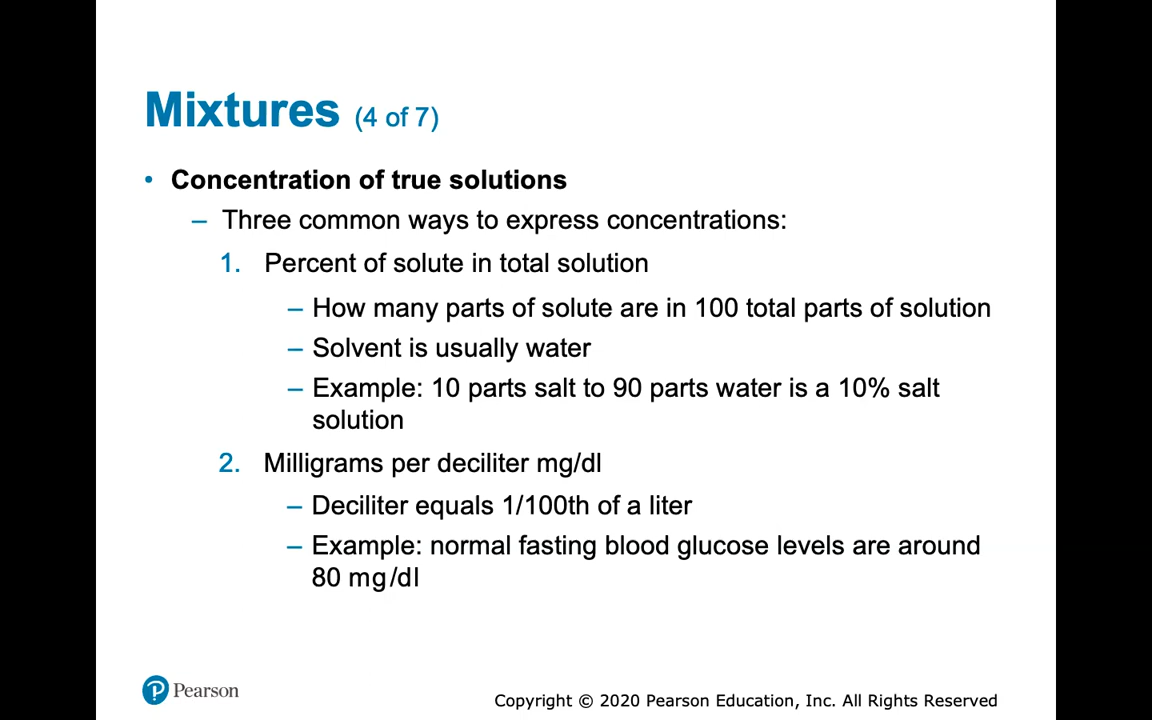 Mixtures (4 of 7)
• Concentration of true solutions
– Three common ways to express concentrations:
1. Percent of solute in total solution
– How many parts of solute are in 100 total parts of solution
– Solvent is usually water
– Example: 10 parts salt to 90 parts water is a 10% salt
solution
2. Milligrams per deciliter mg/dl
– Deciliter equals 1/100th of a liter
– Example: normal fasting blood glucose levels are around
80 mg/dl
Pearson
Copyright © 2020 Pearson Education, Inc. All Rights Reserved